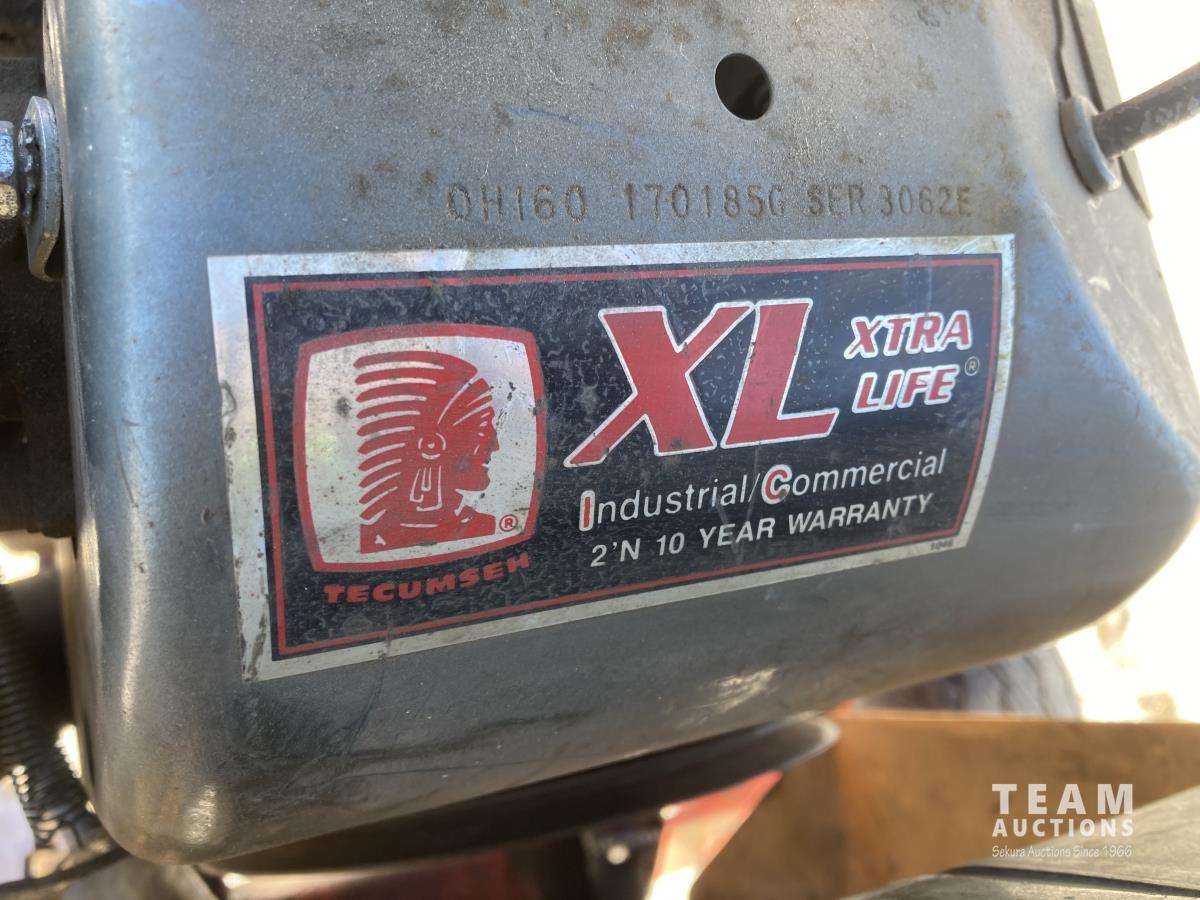 OH160 170185G SER 3062E
XL XTRA LIFE ®
Industrial/Commercial
2'N 10 YEAR WARRANTY
®
TECUMSEH
1046
TEAM
AUCTIONS
Sekura Auctions Since 1966